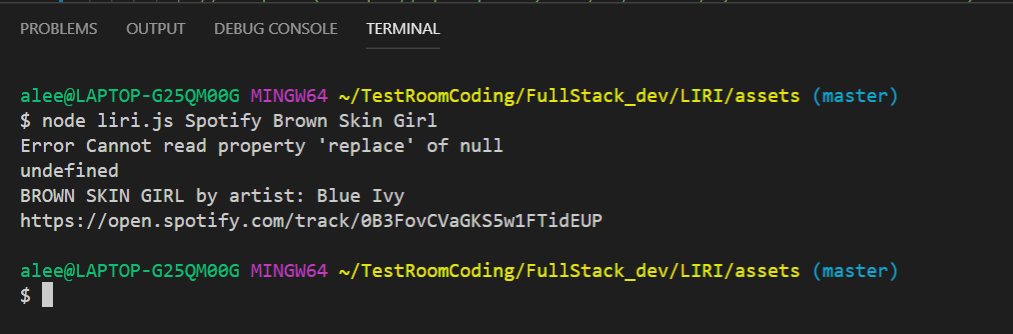 PROBLEMS OUTPUT DEBUG CONSOLE TERMINAL
alee@LAPTOP-G25QM00G MINGW64 ~/TestRoomCoding/FullStack_dev/LIRI/assets (master)
$ node liri.js Spotify Brown Skin Girl
Error Cannot read property 'replace' of null
undefined
BROWN SKIN GIRL by artist: Blue Ivy
https://open.spotify.com/track/0B3FovCVaGKS5w1FTidEUP
alee@LAPTOP-G25QM00G MINGW64 ~/TestRoomCoding/FullStack_dev/LIRI/assets (master)
$